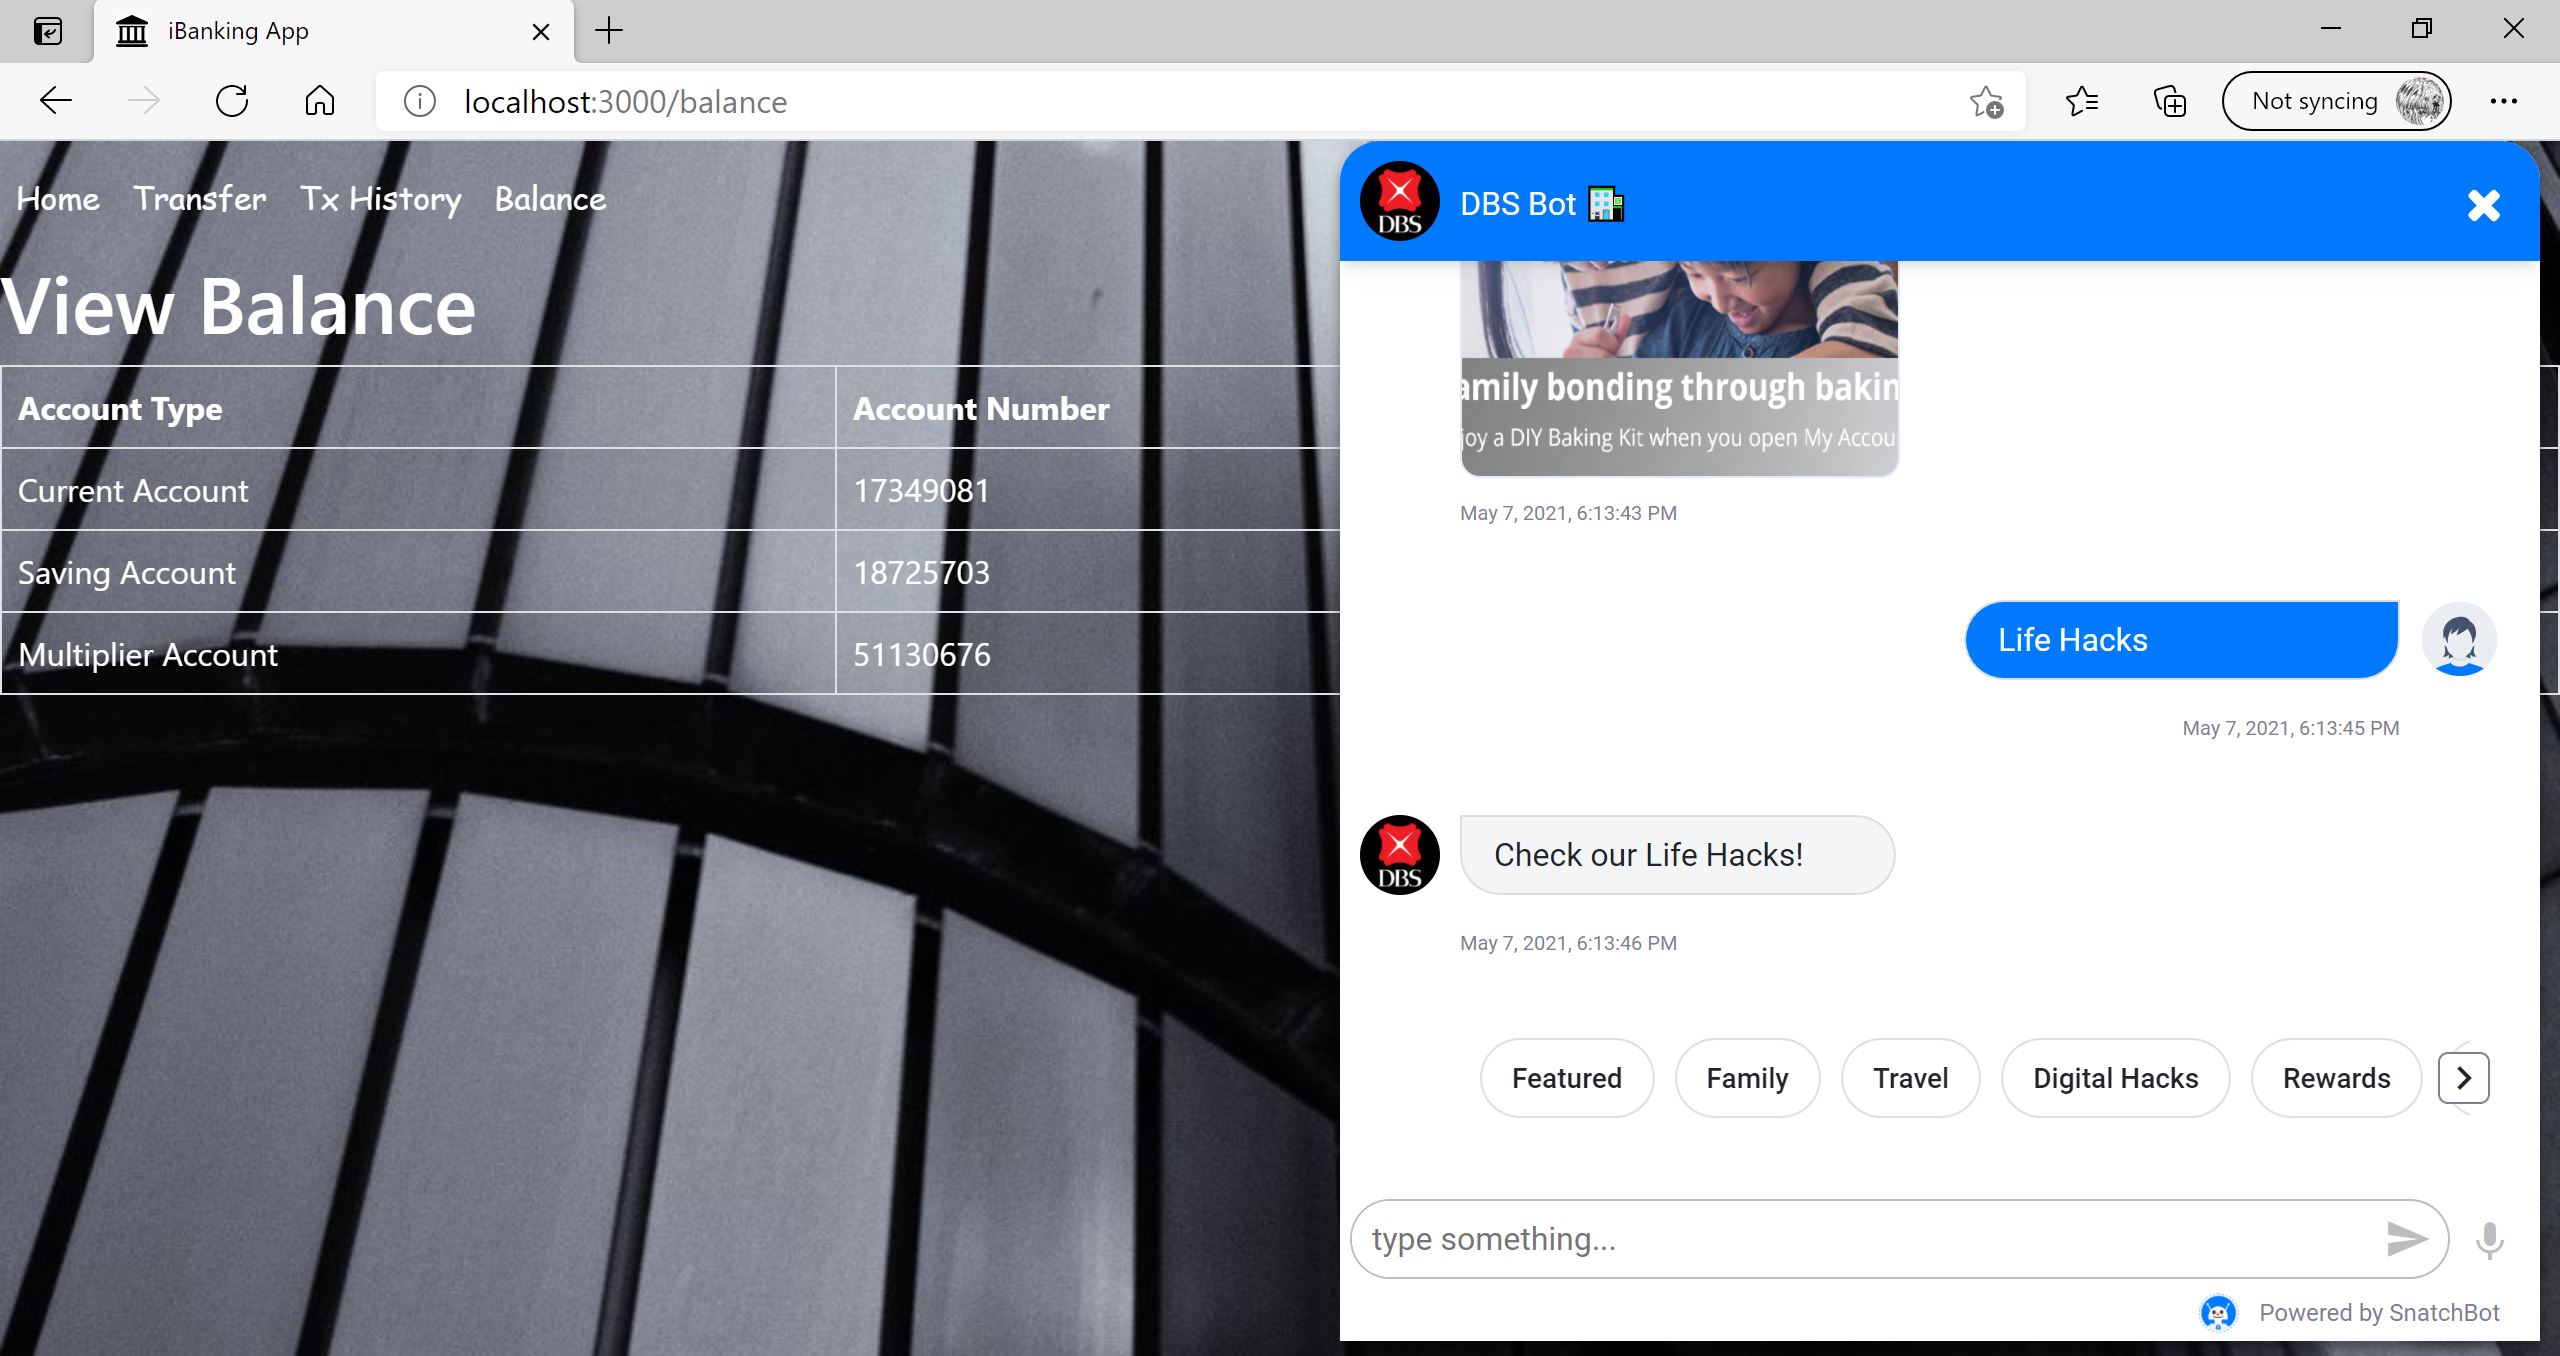 iBanking App
localhost:3000/balance
Not syncing
Home Transfer Tx History Balance
View Balance
Account Type Account Number
Current Account 17349081
Saving Account 18725703
Multiplier Account 51130676
DBS
DBS Bot
amily bonding through bakin
joy a DIY Baking Kit when you open My Accou
May 7, 2021, 6:13:43 PM
Life Hacks
May 7, 2021, 6:13:45 PM
DBS
Check our Life Hacks!
May 7, 2021, 6:13:46 PM
Featured Family Travel Digital Hacks Rewards
type something...
Powered by SnatchBot